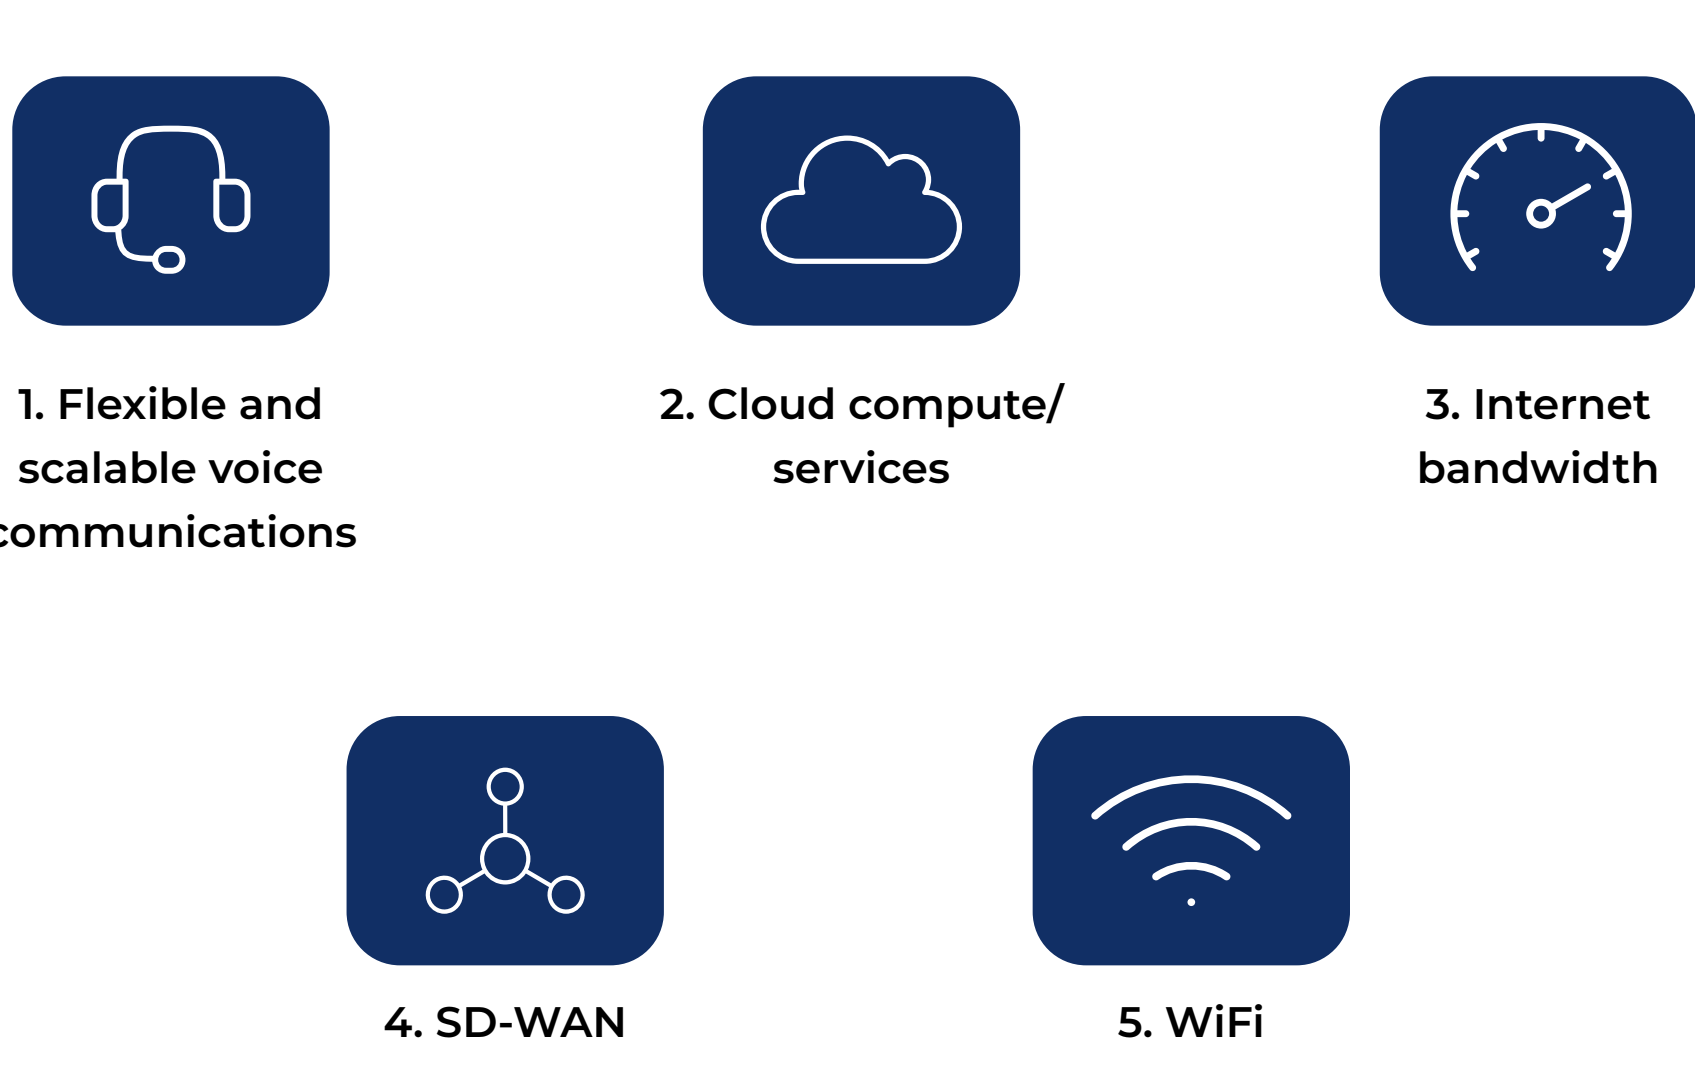 1. Flexible and
scalable voice
communications
2. Cloud compute/
services
3. Internet
bandwidth
4. SD-WAN
5. WiFi